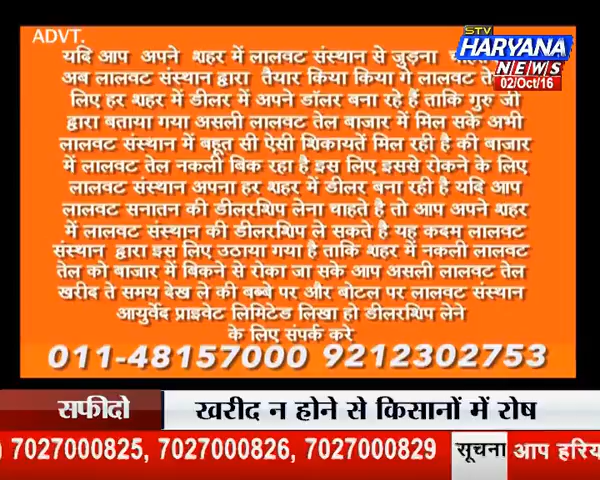 ADVT.
STV
HARYANA
NEWS
02/Oct/16
यदि आप अपने शहर में लालवट संस्थान से जुड़ना
अब लालवट संस्थान द्वारा तैयार किया किया गे लालवट
लिए हर शहर में डीलर में अपने डॉलर बना रहे हैं ताकि गुरु जी
द्वारा बताया गया असली लालवट तेल बाजार में मिल सके अभी
लालवट संस्थान में बहूत सी ऐसी शिकायतें मिल रही है की बाजार
में लालवट तेल नकली बिक रहा है इस लिए इससे रोकने के लिए
लालवट संस्थान अपना हर शहर में डीलर बना रही है यदि आप
लालवट सनातन की डीलरशिप लेना चाहते है तो आप अपने शहर
में लालवट संस्थान की डीलरशिप ले सकते है यह कदम लालवट
संस्थान द्वारा इस लिए उठाया गया है ताकि शहर में नकली लालवट
तेल को बाजार में बिकने से रोका जा सके आप असली लालवट तेल
खरीद ते समय देख ले की बब्बे पर और बोटल पर लालवट संस्थान
आयुर्वेद प्राइवेट लिमिटेड लिखा हो डीलरशिप लेने
के लिए संपर्क करे
011-48157000 9212302753
सफीदो खरीद न होने से किसानों में रोष
) 7027000825, 7027000826, 7027000829 सूचना आप हरिय